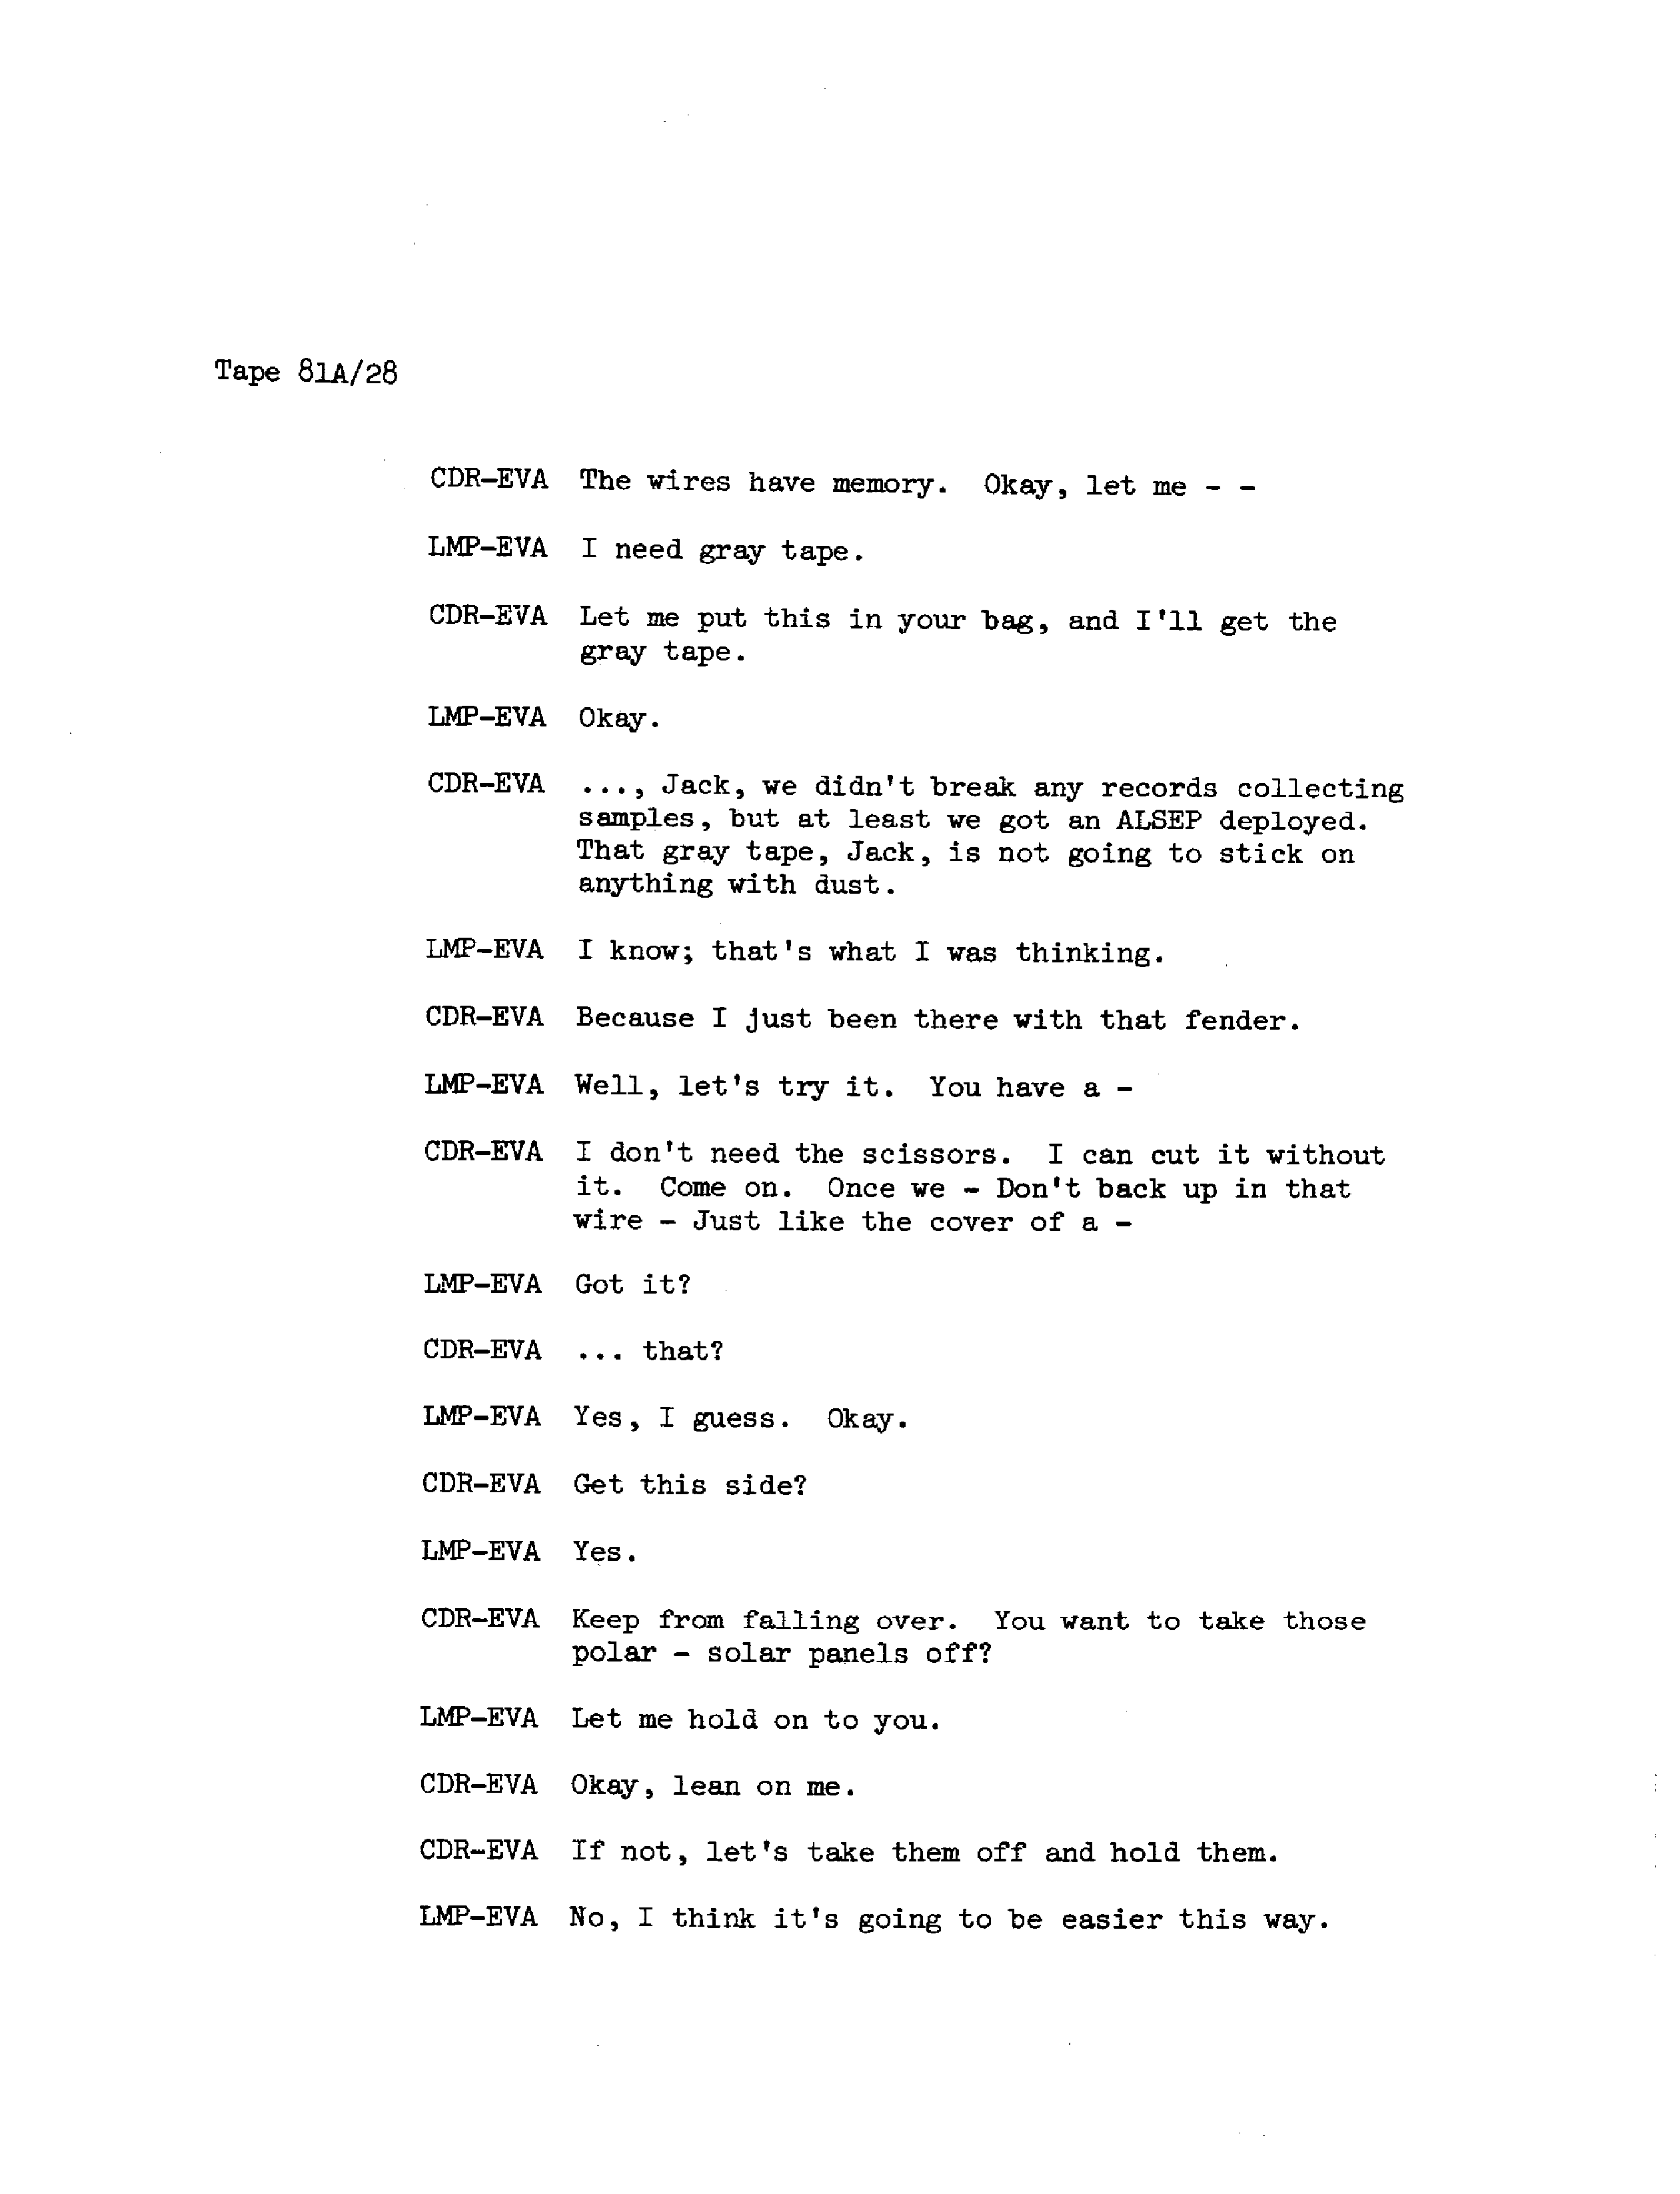 Tape 81A/28
CDR-EVA The wires have memory. Okay, let me - -
LMP-EVA I need gray tape.
CDR-EVA Let me put this in your bag, and I'll get the
gray tape.
LMP-EVA Okay.
CDR-EVA ..., Jack, we didn't break any records collecting
samples, but at least we got an ALSEP deployed.
That gray tape, Jack, is not going to stick on
anything with dust.
LMP-EVA I know; that's what I was thinking.
CDR-EVA Because I just been there with that fender.
LMP-EVA Well, let's try it. You have a -
CDR-EVA I don't need the scissors. I can cut it without
it. Come on. Once we - Don't back up in that
wire - Just like the cover of a -
LMP-EVA Got it?
CDR-EVA ... that?
LMP-EVA Yes, I guess. Okay.
CDR-EVA Get this side?
LMP-EVA Yes.
CDR-EVA Keep from falling over. You want to take those
polar - solar panels off?
LMP-EVA Let me hold on to you.
CDR-EVA Okay, lean on me.
CDR-EVA If not, let's take them off and hold them.
LMP-EVA No, I think it's going to be easier this way.